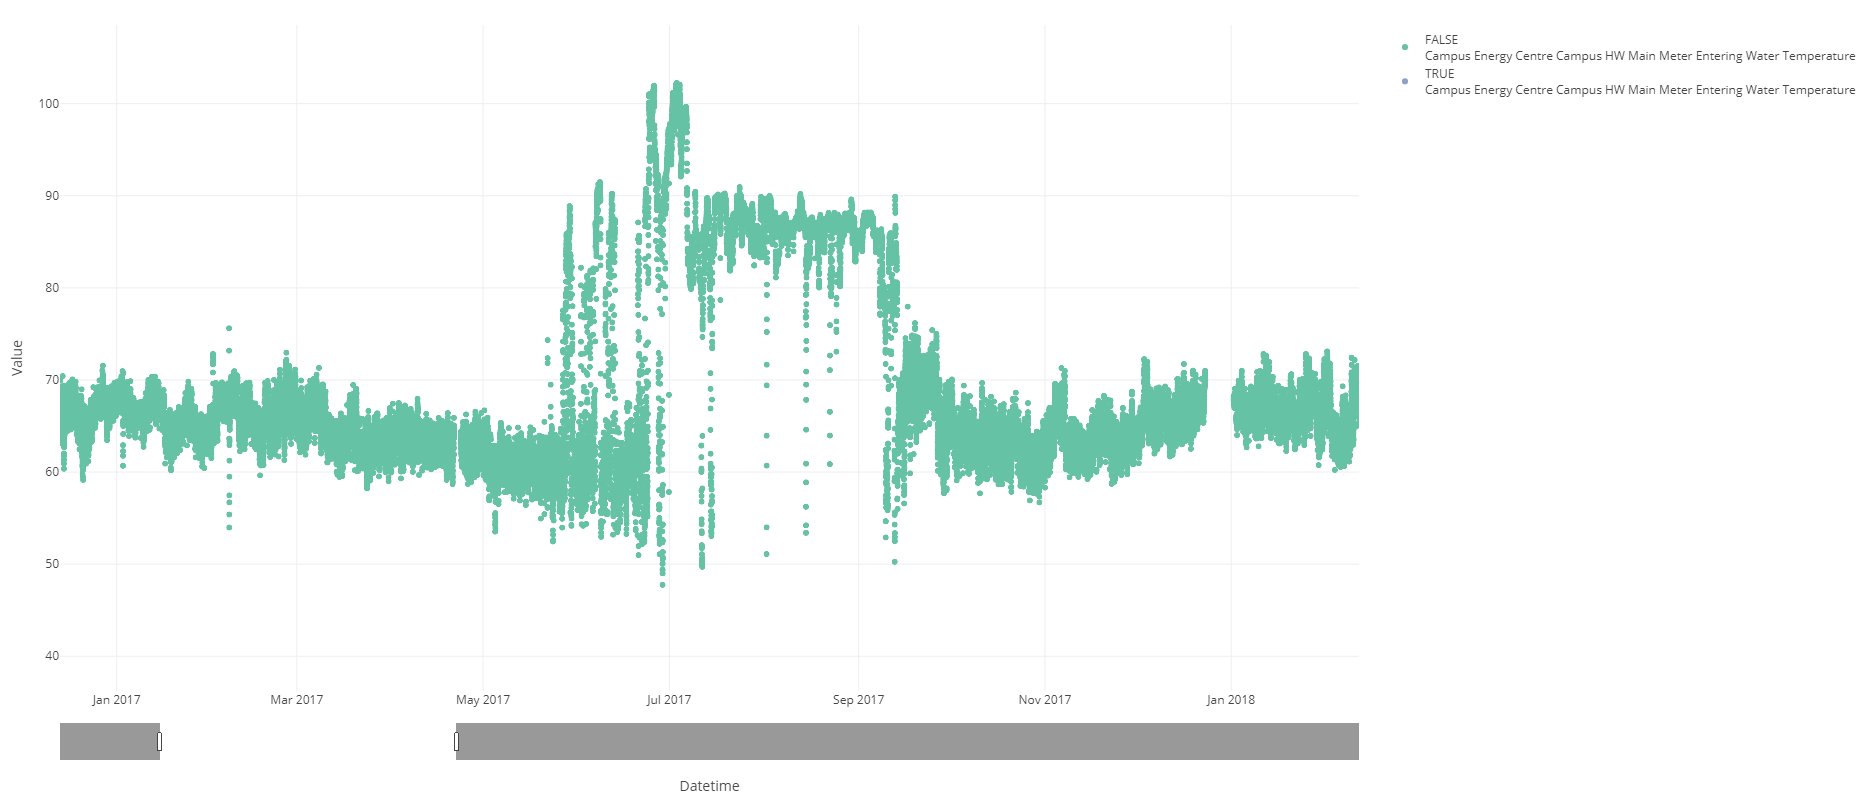 FALSE
Campus Energy Centre Campus HW Main Meter Entering Water Temperature
TRUE
Campus Energy Centre Campus HW Main Meter Entering Water Temperature
Value
100
90
80
70
60
50
40
Jan 2017
Mar 2017
May 2017
Jul 2017
Sep 2017
Nov 2017
Jan 2018
Datetime